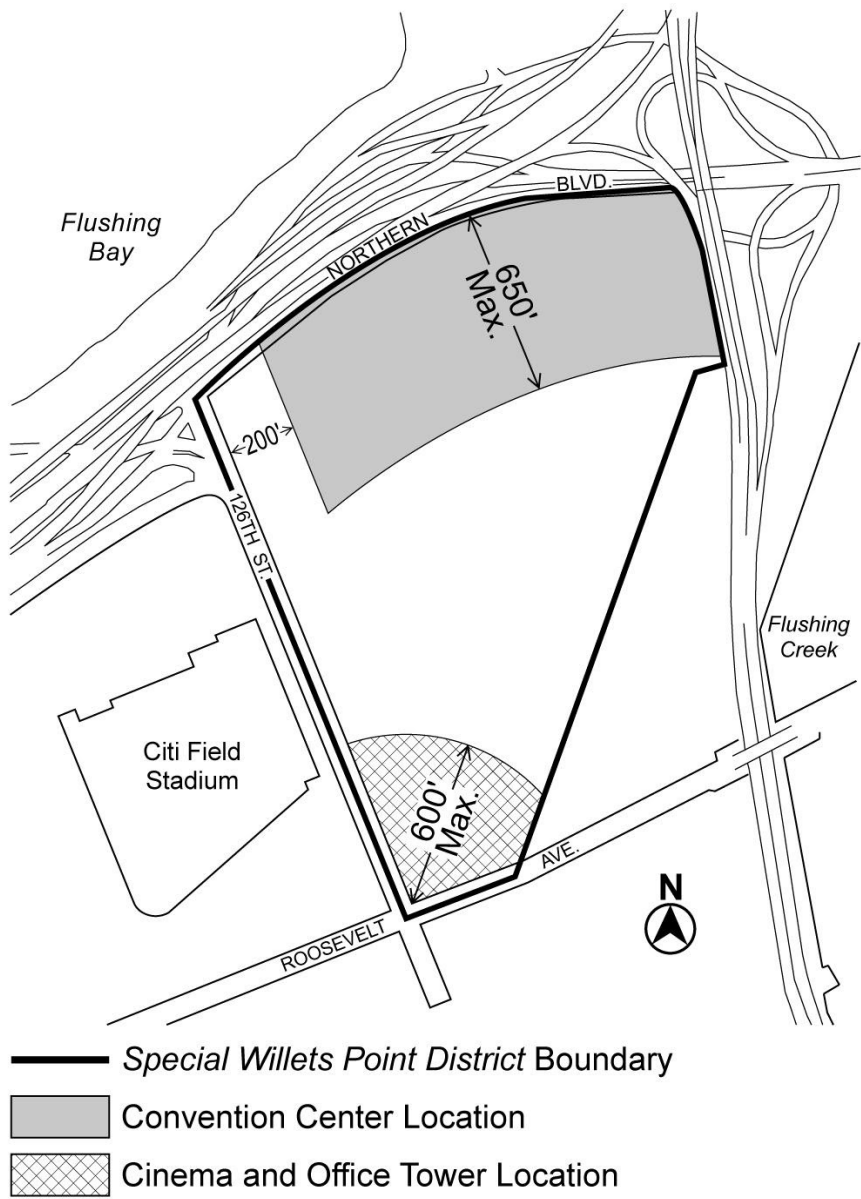 Flushing
Bay
NORTHERN
BLVD.
650'
Max.
200'
126TH ST.
Flushing
Creek
Citi Field
Stadium
600'
Max.
AVE.
ROOSEVELT
N
Special Willets Point District Boundary
Convention Center Location
Cinema and Office Tower Location